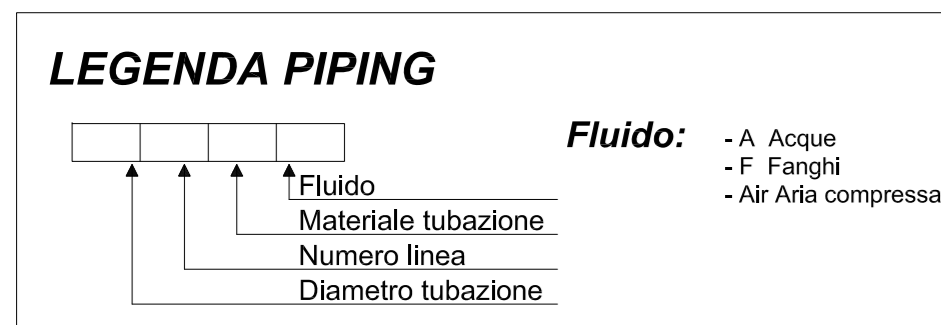 LEGENDA PIPING
Fluido
Materiale tubazione
Numero linea
Diametro tubazione
Fluido:
- A Acque
- F Fanghi
- Air Aria compressa